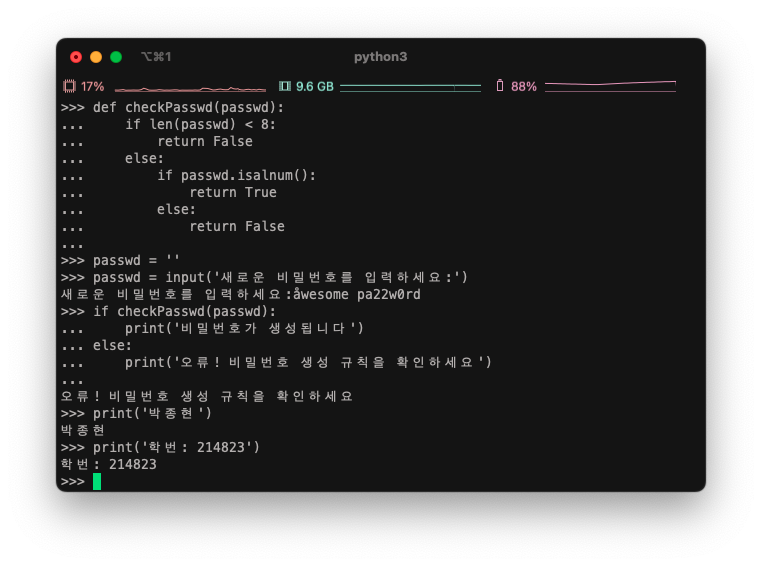 ⌥⌘1 python3
17% 9.6 GB 88%
>>> def checkPasswd(passwd):
...     if len(passwd) < 8:
...         return False
...     else:
...         if passwd.isalnum():
...             return True
...         else:
...             return False
...
>>> passwd = ''
>>> passwd = input('새로운 비밀번호를 입력하세요:')
새로운 비밀번호를 입력하세요:åwesome pa22w0rd
>>> if checkPasswd(passwd):
...     print('비밀번호가 생성됩니다')
... else:
...     print('오류! 비밀번호 생성 규칙을 확인하세요')
...
오류! 비밀번호 생성 규칙을 확인하세요
>>> print('박종현')
박종현
>>> print('학번: 214823')
학번: 214823
>>>